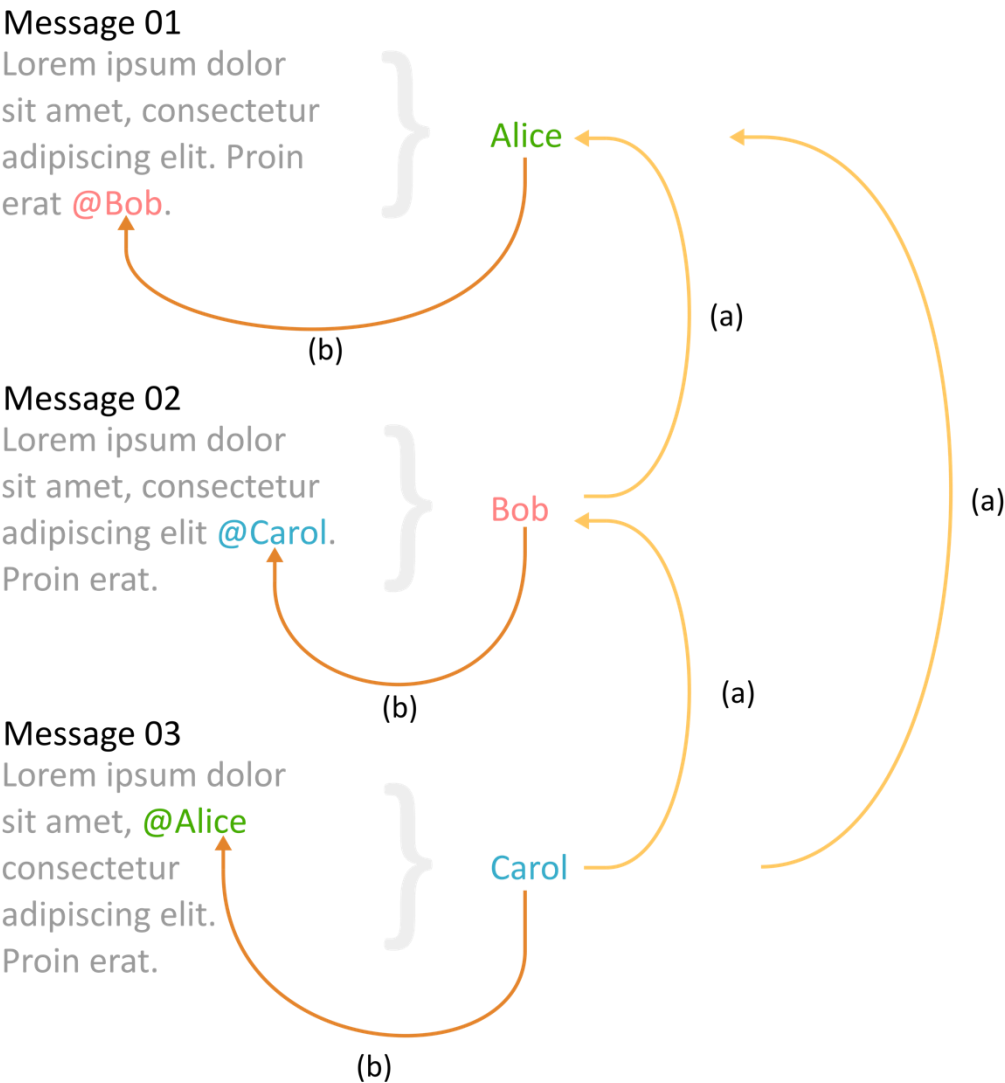 Message 01
Lorem ipsum dolor
sit amet, consectetur
adipiscing elit. Proin
erat @Bob.
Alice
(a)
(b)
Message 02
Lorem ipsum dolor
sit amet, consectetur
adipiscing elit @Carol.
Proin erat.
Bob
(a)
(a)
(b)
Message 03
Lorem ipsum dolor
sit amet, @Alice
consectetur
adipiscing elit.
Proin erat.
Carol
(b)